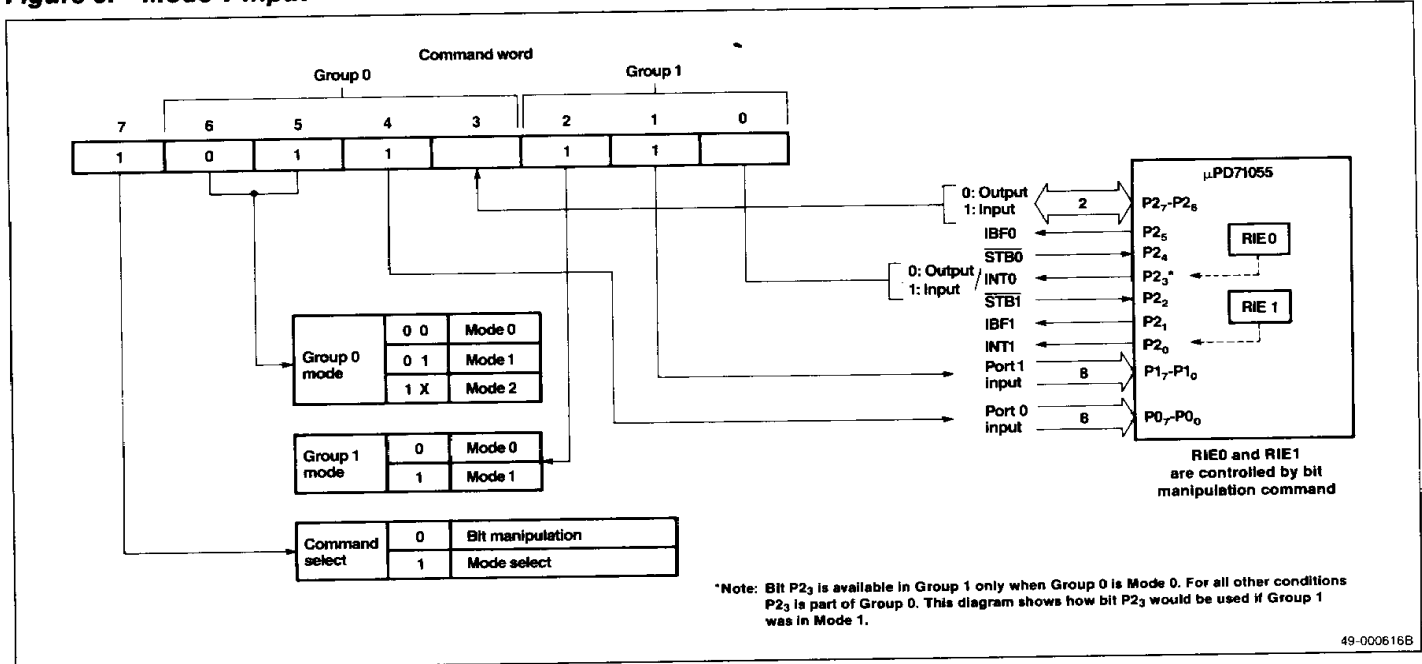 Command word
Group 0
Group 1
7 6 5 4 3 2 1 0
1 0 1 1 1 1
Group 0 mode
0 0 Mode 0
0 1 Mode 1
1 X Mode 2
Group 1 mode
0 Mode 0
1 Mode 1
Command select
0 Bit manipulation
1 Mode select
μPD71055
0: Output
1: Input
2
P2₇-P2₆
IBF0
P2₅
RIE0
STB0
P2₄
0: Output
1: Input
/INT0
P2₃*
STB1
P2₂
RIE 1
IBF1
P2₁
INT1
P2₀
Port 1
input
8
P1₇-P1₀
Port 0
input
8
P0₇-P0₀
RIE0 and RIE1
are controlled by bit
manipulation command
*Note: Bit P2₃ is available in Group 1 only when Group 0 is Mode 0. For all other conditions
P2₃ is part of Group 0. This diagram shows how bit P2₃ would be used if Group 1
was in Mode 1.
49-000616B